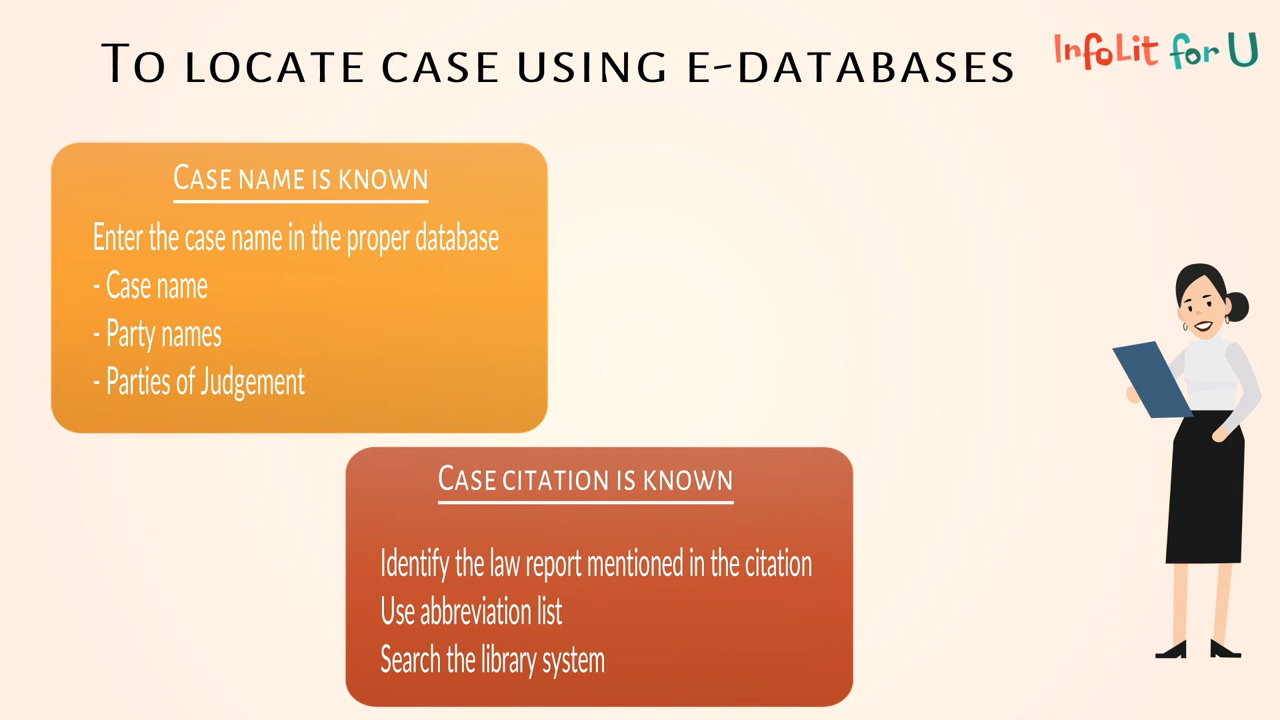 To locate case using e-databases
InfoLit for U
Case name is known
Enter the case name in the proper database
- Case name
- Party names
- Parties of Judgement
Case citation is known
Identify the law report mentioned in the citation
Use abbreviation list
Search the library system